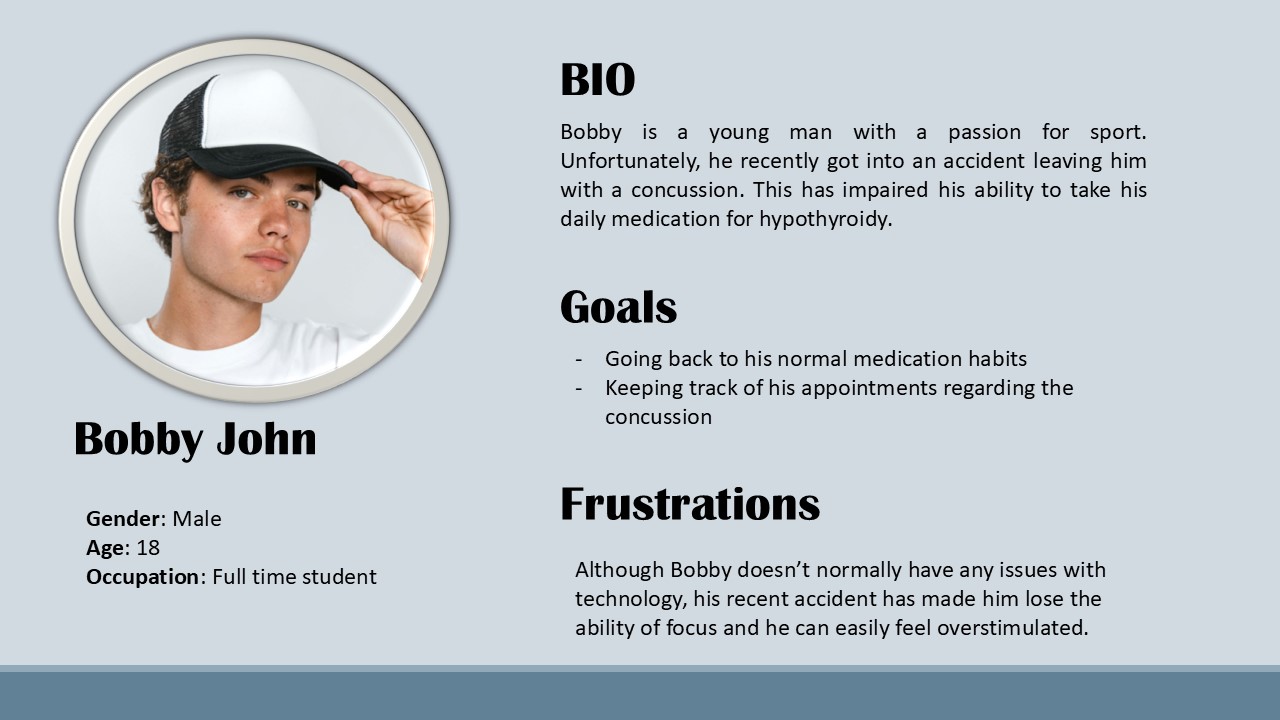 BIO
Bobby is a young man with a passion for sport.
Unfortunately, he recently got into an accident leaving him
with a concussion. This has impaired his ability to take his
daily medication for hypothyroidy.
Goals
- Going back to his normal medication habits
- Keeping track of his appointments regarding the
concussion
Bobby John
Gender: Male
Age: 18
Occupation: Full time student
Frustrations
Although Bobby doesn’t normally have any issues with
technology, his recent accident has made him lose the
ability of focus and he can easily feel overstimulated.